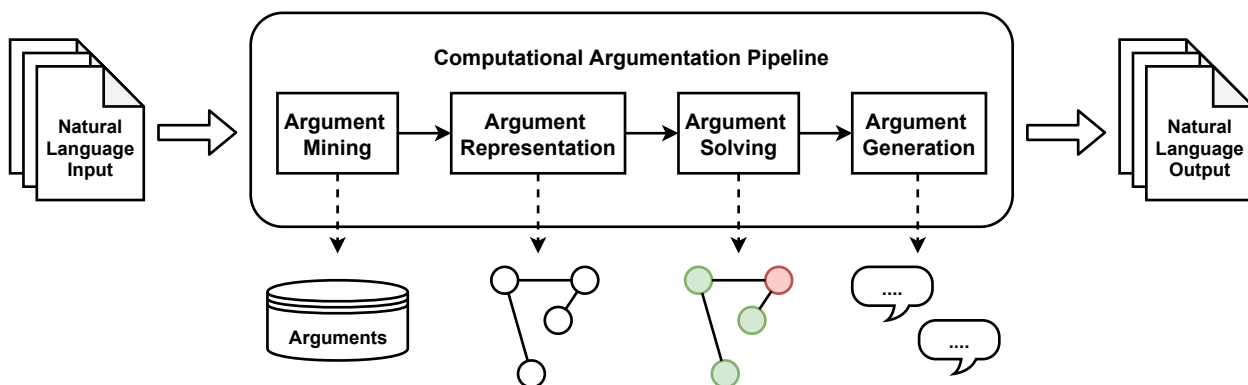 Computational Argumentation Pipeline
Natural
Language
Input
Argument
Mining
Argument
Representation
Argument
Solving
Argument
Generation
Natural
Language
Output
Arguments
....
....